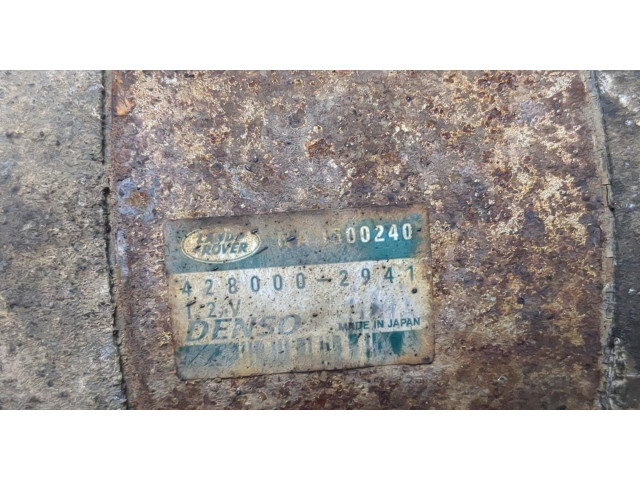 LAND
ROVER
00240
428000-2941
12V
DENSO MADE IN JAPAN